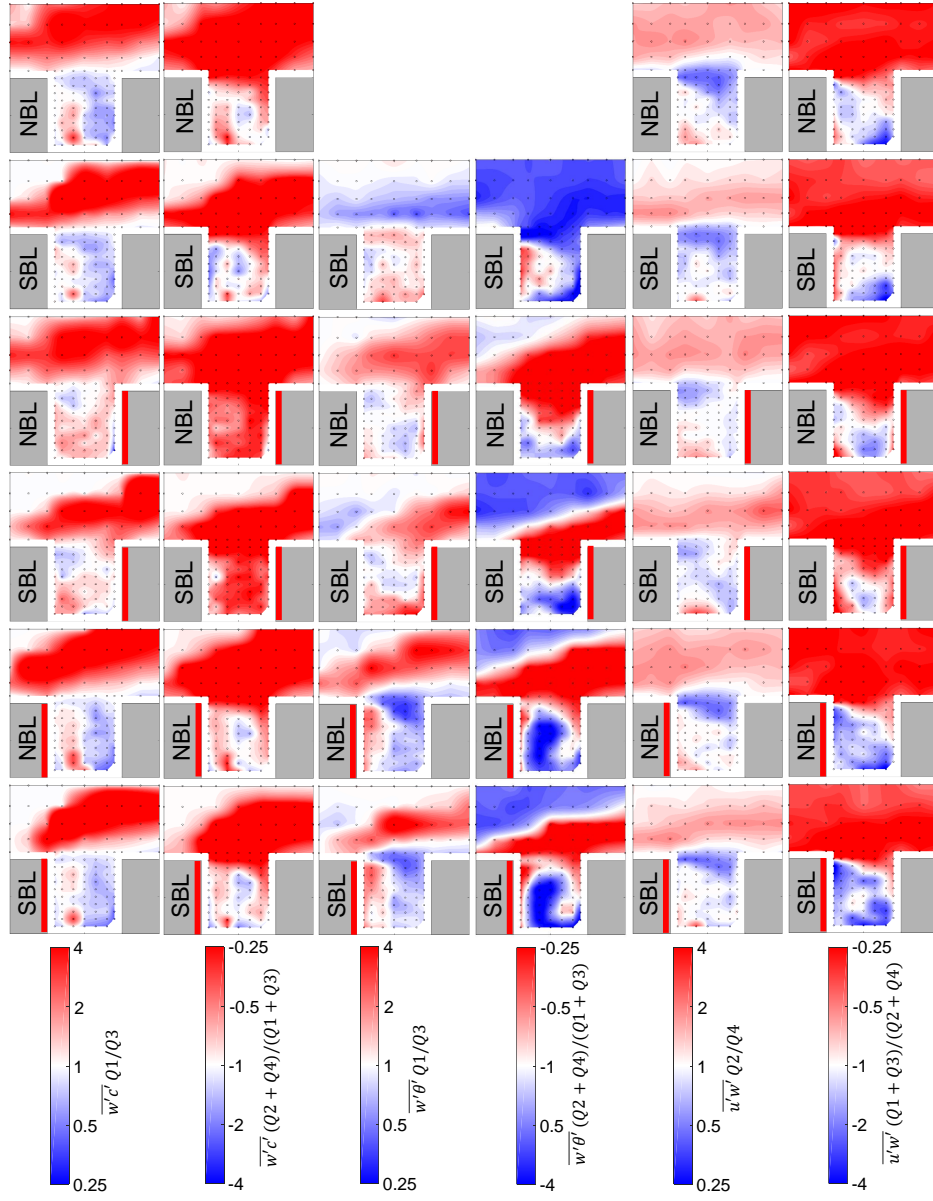 NBL NBL NBL NBL
SBL SBL SBL SBL SBL SBL
NBL NBL NBL NBL NBL NBL
SBL SBL SBL SBL SBL SBL
NBL NBL NBL NBL NBL NBL
SBL SBL SBL SBL SBL SBL
4
2
1
0.5
0.25
w'c' Q1/Q3
-0.25
-0.5
-1
-2
-4
w'c' (Q2 + Q4)/(Q1 + Q3)
4
2
1
0.5
0.25
w'θ' Q1/Q3
-0.25
-0.5
-1
0.5
-4
w'θ' (Q2 + Q4)/(Q1 + Q3)
4
2
1
0.5
0.25
u'w' Q2/Q4
-0.25
-0.5
-1
-2
-4
u'w' (Q1 + Q3)/(Q2 + Q4)